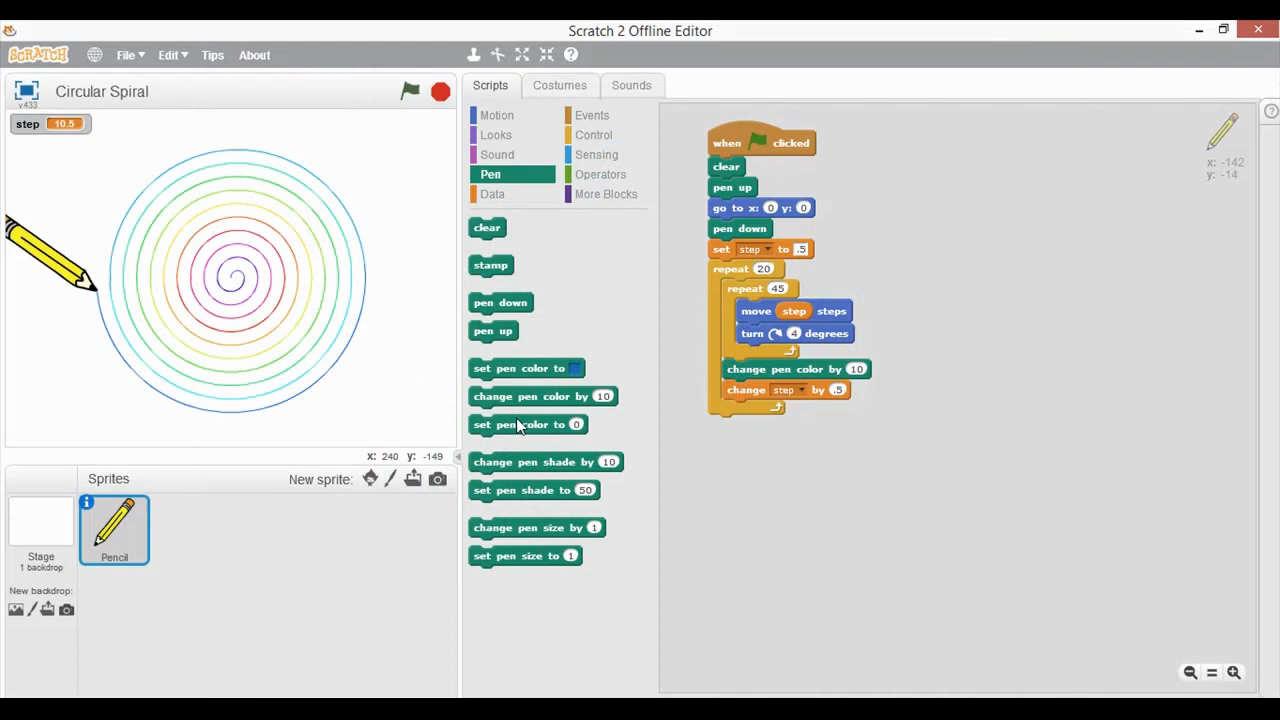 Scratch 2 Offline Editor
SCRATCH File Edit Tips About
v433
Circular Spiral
step 10.5
x: 240 y: -149
Sprites New sprite:
Stage
1 backdrop
New backdrop:
Pencil
Scripts Costumes Sounds
Motion Events
Looks Control
Sound Sensing
Pen Operators
Data More Blocks
clear
stamp
pen down
pen up
set pen color to
change pen color by 10
set pen color to 0
change pen shade by 10
set pen shade to 50
change pen size by 1
set pen size to 1
when clicked
clear
pen up
go to x: 0 y: 0
pen down
set step to .5
repeat 20
repeat 45
move step steps
turn 4 degrees
change pen color by 10
change step by .5
x: -142
y: -14